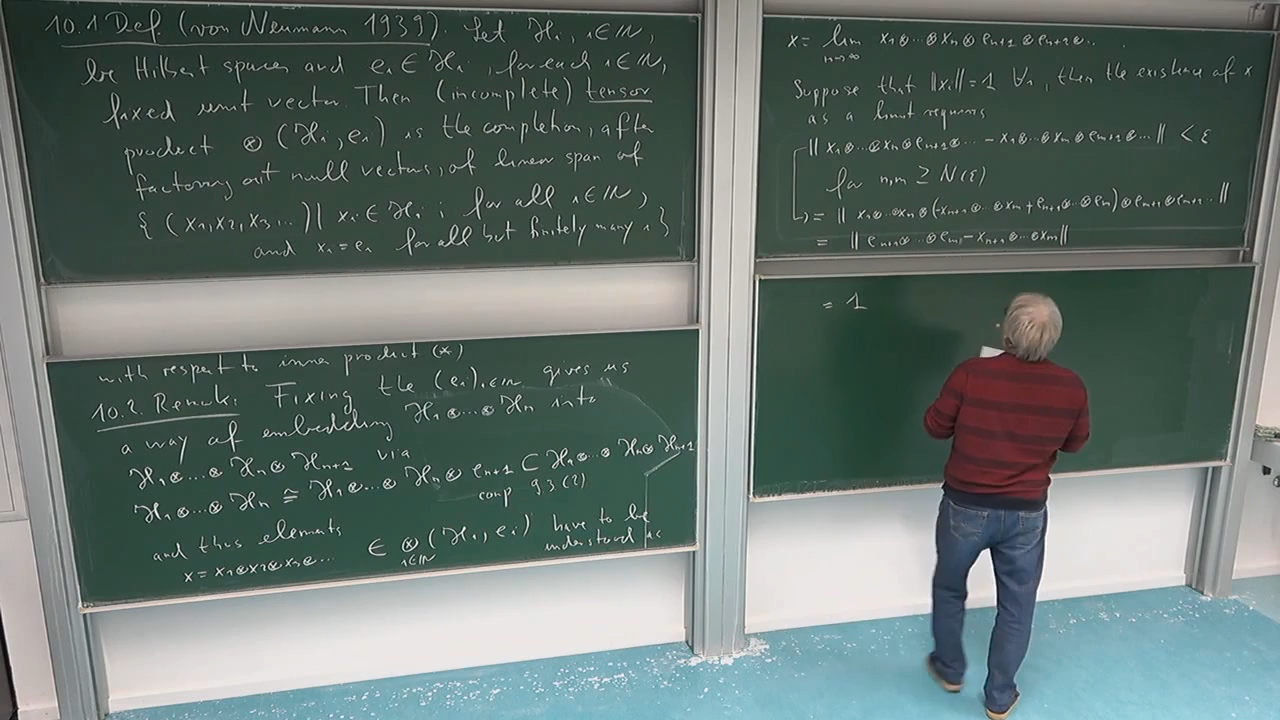 10.1 Def. (von Neumann 1939). Let ℋᵢ, i∈ℕ,
be Hilbert spaces and eᵢ ∈ ℋᵢ, for each i∈ℕ,
fixed unit vector. Then (incomplete) tensor
product ⊗ (ℋᵢ, eᵢ) is the completion, after
factoring out null vectors, of linear span of
{ (x₁, x₂, x₃ ...) | xᵢ ∈ ℋᵢ for all i∈ℕ,
and xᵢ = eᵢ for all but finitely many i }
with respect to inner product (*)
10.2. Remark: Fixing the (eᵢ)ᵢ∈ℕ gives us
a way of embedding ℋ₁⊗...⊗ℋₙ into
ℋ₁⊗...⊗ℋₙ⊗ℋₙ₊₁ via
ℋ₁⊗...⊗ℋₙ ≅ ℋ₁⊗...⊗ℋₙ⊗eₙ₊₁ ⊂ ℋ₁⊗...⊗ℋₙ⊗ℋₙ₊₁
comp 9.3 (2)
and thus elements
x = x₁⊗x₂⊗x₃⊗... ∈ ⊗ᵢ∈ℕ (ℋᵢ, eᵢ) have to be understood as
x = lim n→∞ x₁⊗...⊗xₙ⊗eₙ₊₁⊗eₙ₊₂⊗...
Suppose that ‖xᵢ‖ = 1 ∀i, then the existence of x
as a limit requires
‖x₁⊗...⊗xₙ⊗eₙ₊₁⊗... - x₁⊗...⊗xₘ⊗eₘ₊₁⊗...‖ < ε
for n,m ≥ N(ε)
= ‖x₁⊗...⊗xₙ⊗(-xₙ₊₁⊗...⊗xₘ + eₙ₊₁⊗...⊗eₘ)⊗eₘ₊₁⊗eₘ₊₂...‖
= ‖eₙ₊₁⊗...⊗eₘ - xₙ₊₁⊗...⊗xₘ‖
= 1